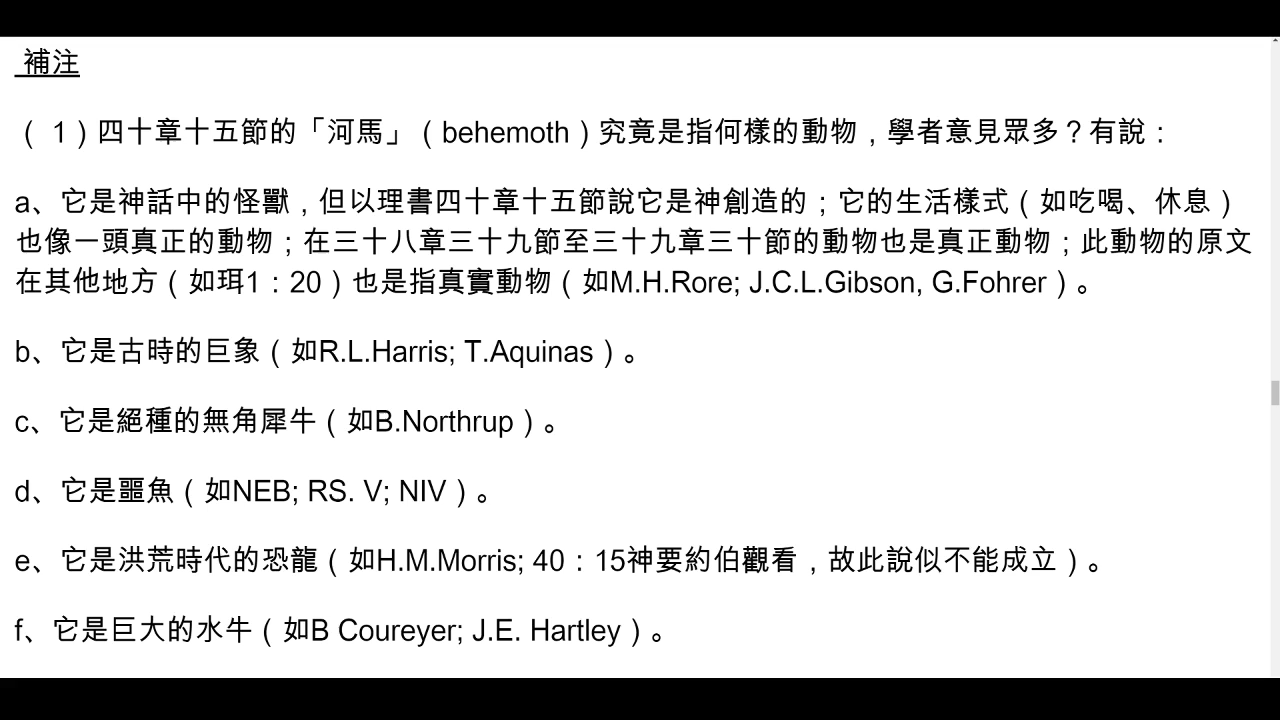 補注
（ 1）四十章十五節的「河馬」（behemoth）究竟是指何樣的動物，學者意見眾多？有說：
a、它是神話中的怪獸，但以理書四十章十五節說它是神創造的；它的生活樣式（如吃喝、休息）
也像一頭真正的動物；在三十八章三十九節至三十九章三十節的動物也是真正動物；此動物的原文
在其他地方（如珥1：20）也是指真實動物（如M.H.Rore; J.C.L.Gibson, G.Fohrer）。
b、它是古時的巨象（如R.L.Harris; T.Aquinas）。
c、它是絕種的無角犀牛（如B.Northrup）。
d、它是噩魚（如NEB; RS. V; NIV）。
e、它是洪荒時代的恐龍（如H.M.Morris; 40：15神要約伯觀看，故此說似不能成立）。
f、它是巨大的水牛（如B Coureyer; J.E. Hartley）。